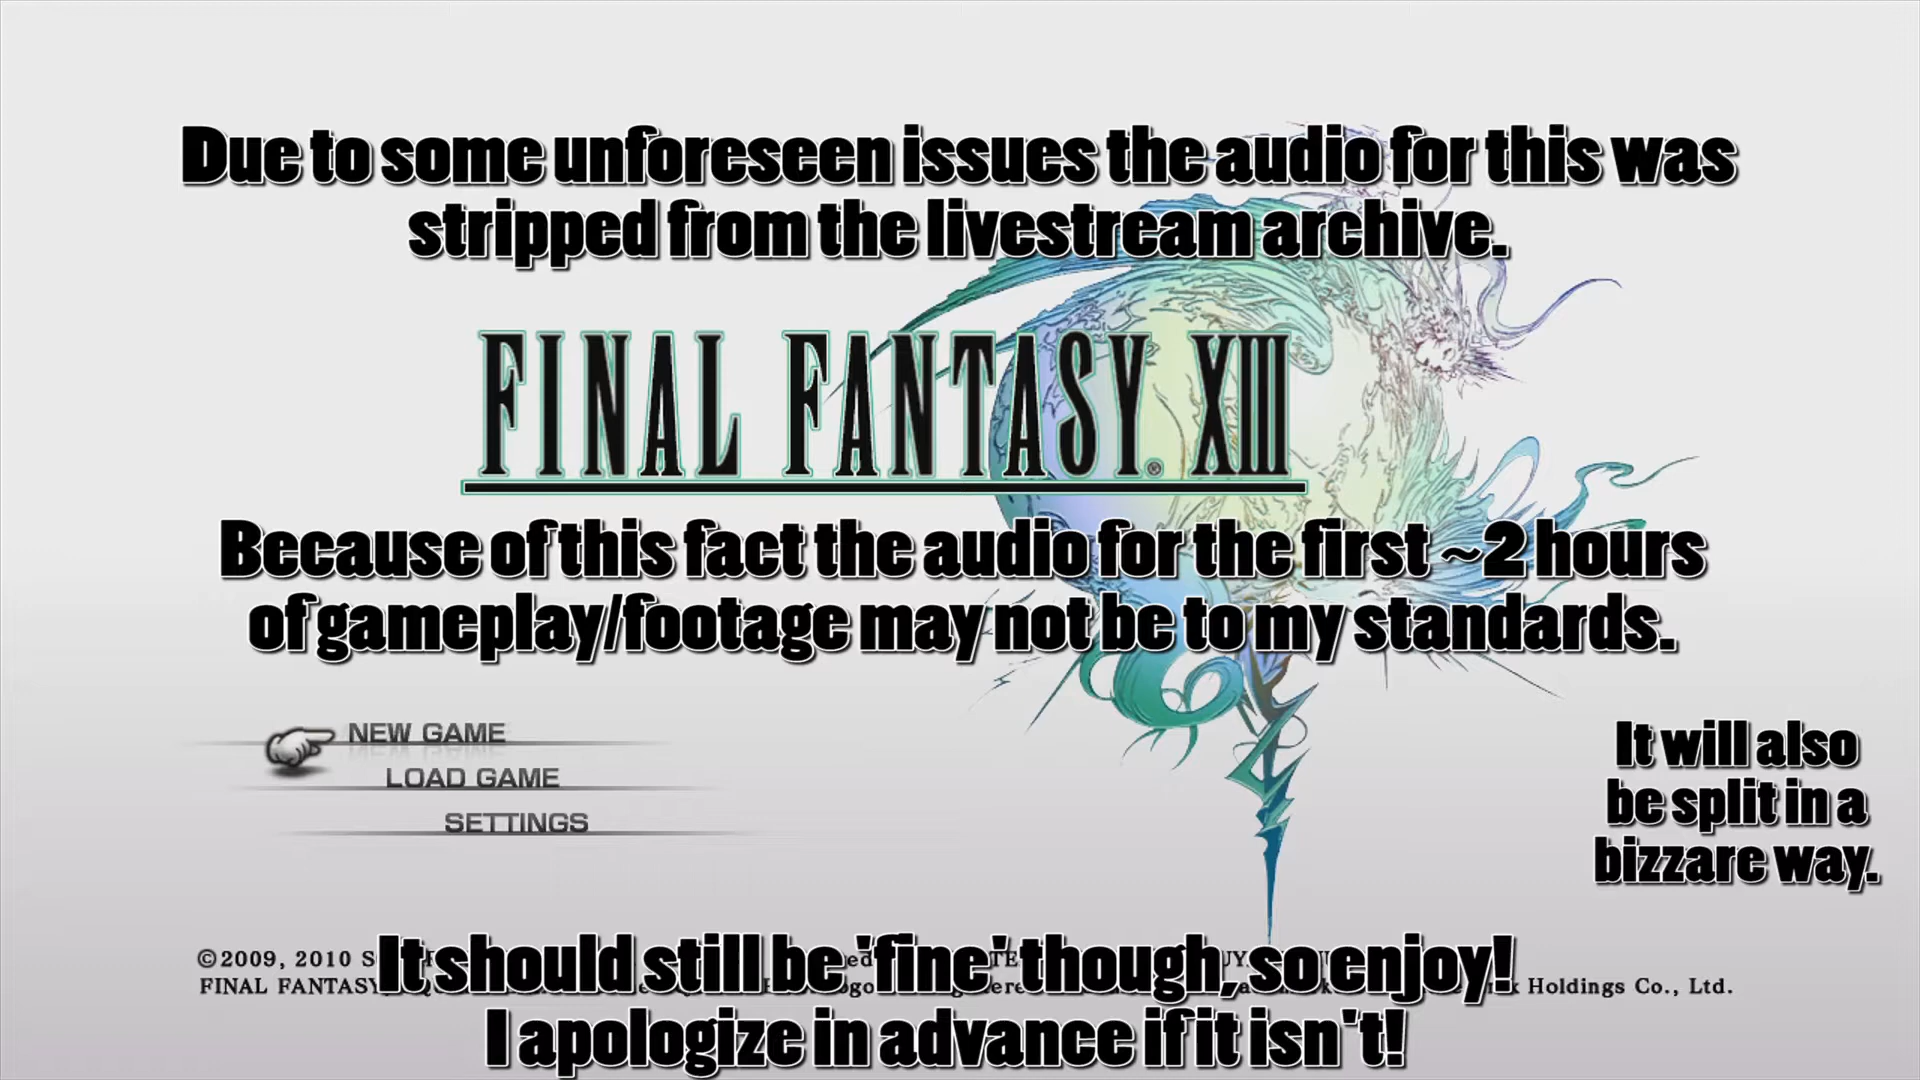 Due to some unforeseen issues the audio for this was
stripped from the livestream archive.
FINAL FANTASY® XIII
Because of this fact the audio for the first ~2 hours
of gameplay/footage may not be to my standards.
NEW GAME
LOAD GAME
SETTINGS
It will also
be split in a
bizzare way.
©2009, 2010
FINAL FANTASY, Holdings Co., Ltd.
It should still be 'fine' though, so enjoy!
I apologize in advance if it isn't!